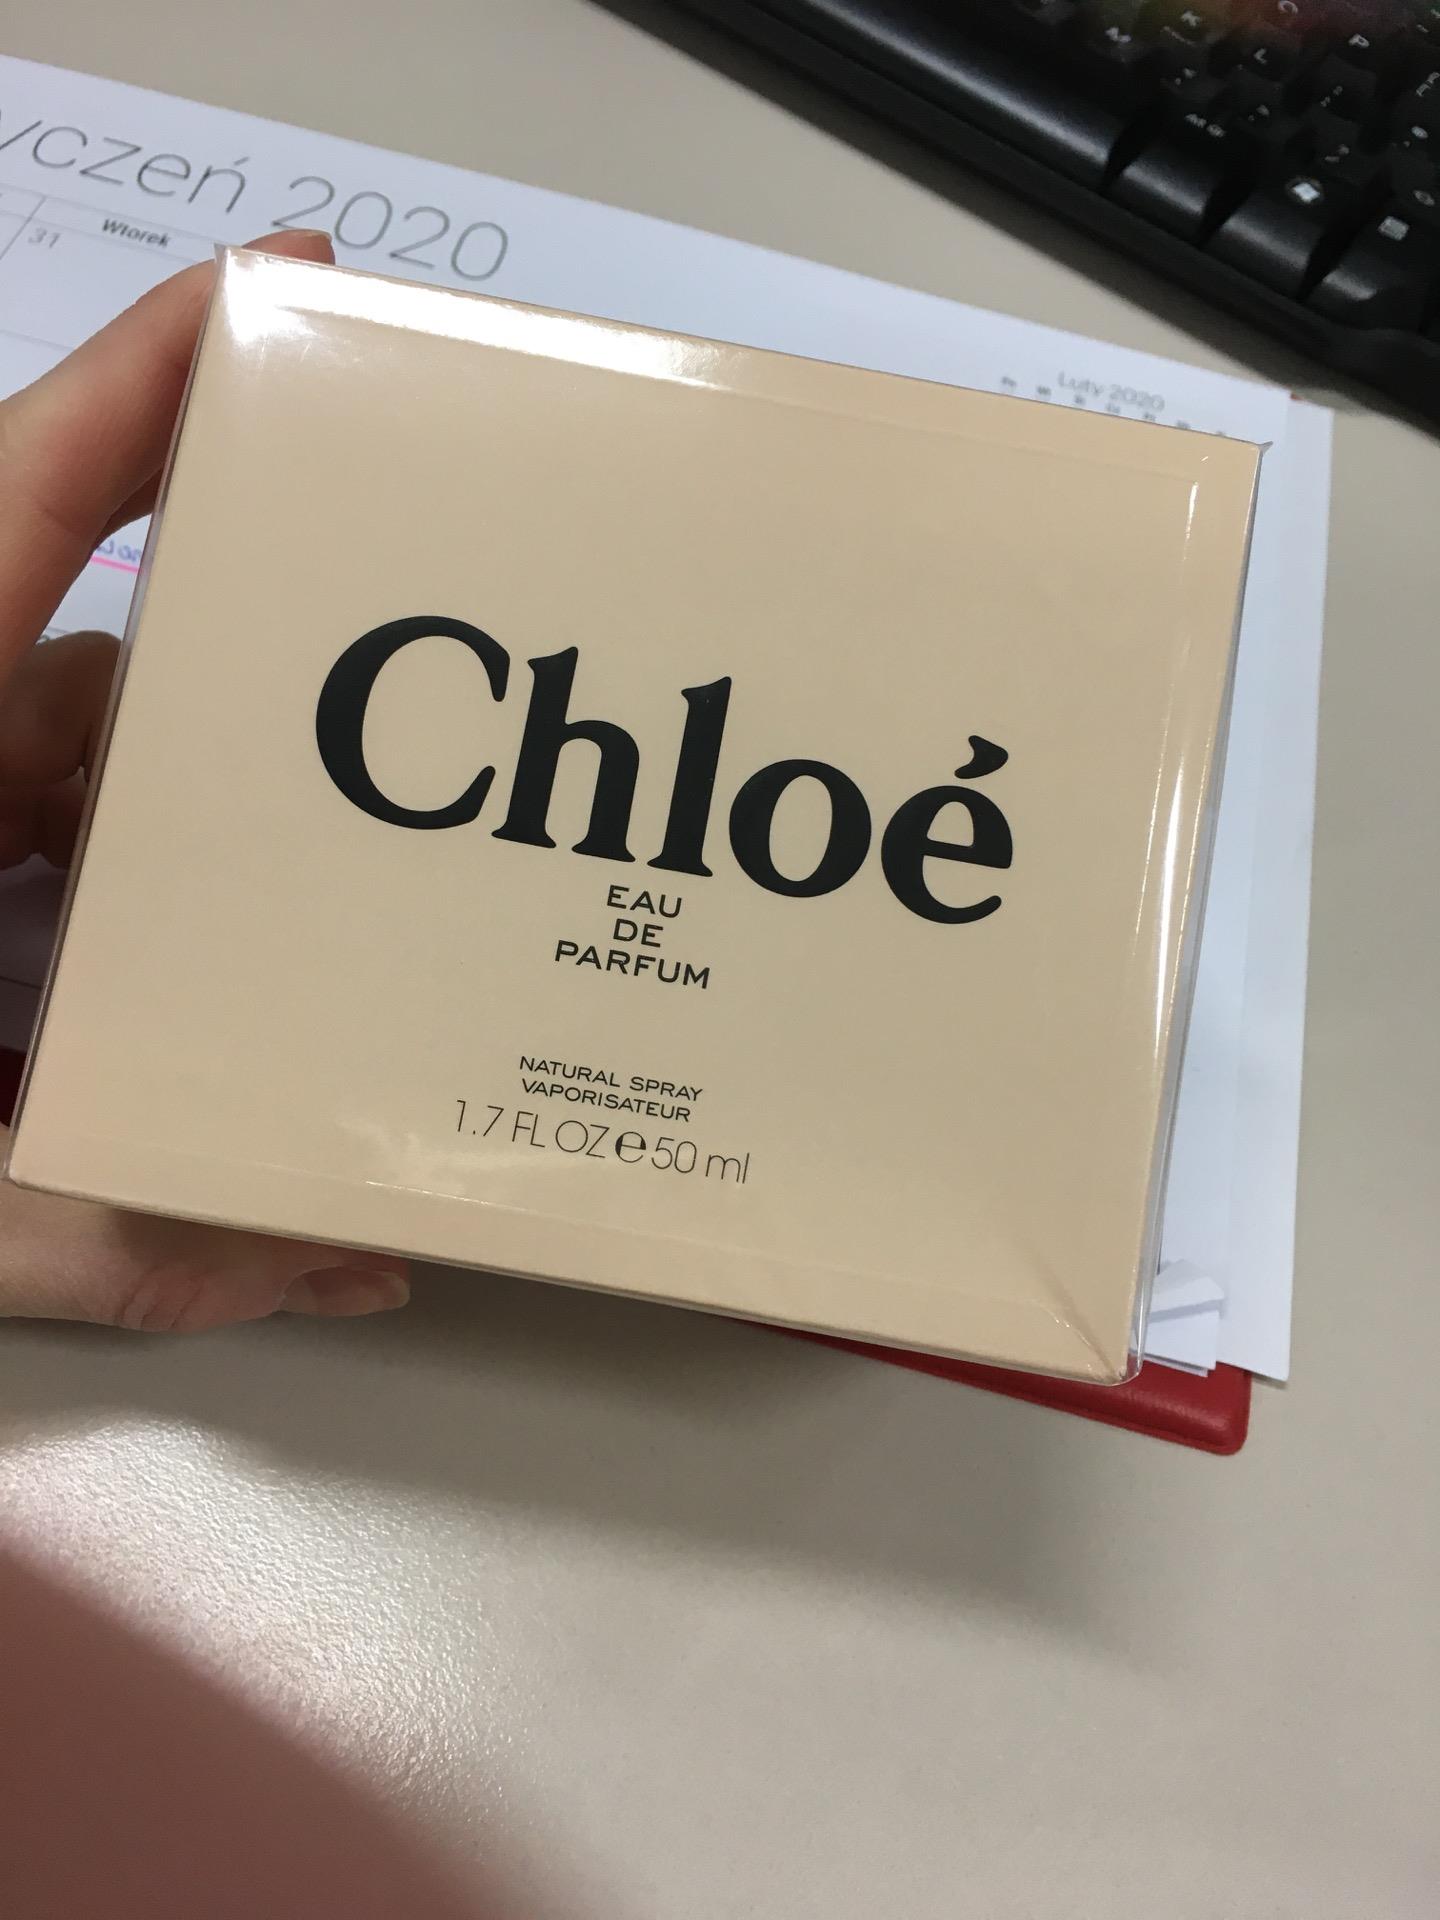 yczeń 2020
31 Wtorek
Luty 2020
Chloé
EAU
DE
PARFUM
NATURAL SPRAY
VAPORISATEUR
1.7 FL OZ e 50 ml
K
L
M
P